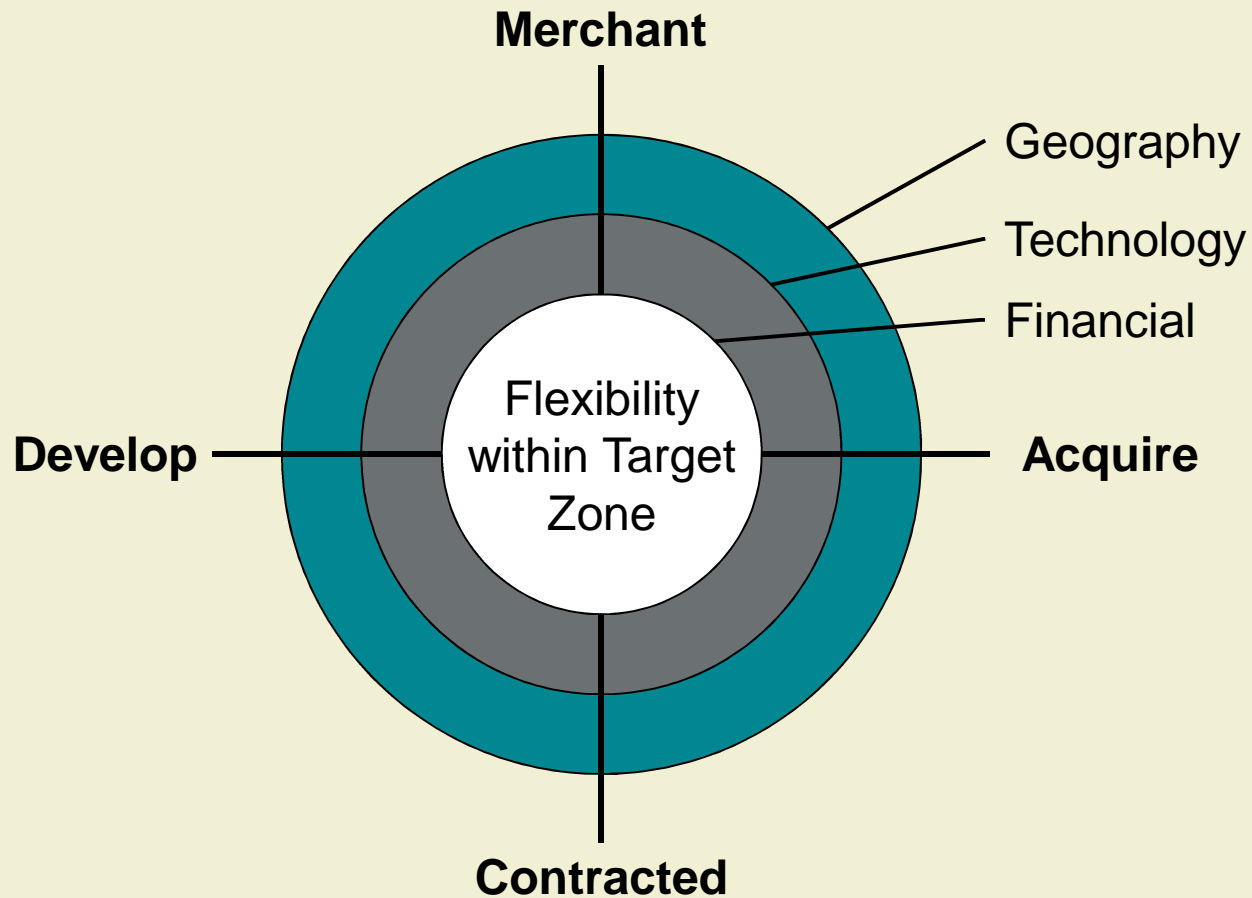 Merchant
Geography
Technology
Financial
Flexibility
within Target
Zone
Develop
Acquire
Contracted